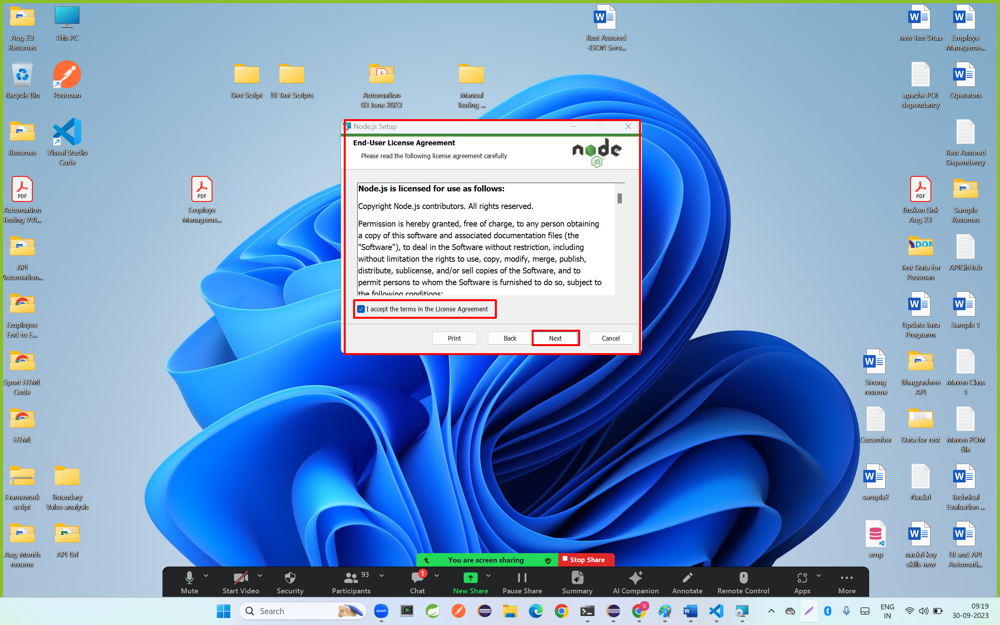 Aug 23
Resumes
This PC
Rest Assured
-JSON Serv...
new Test Dtaa
Employe
Manageme...
Recycle Bin
Postman
Dev Script
UI Test Scripts
Automation
03 June 2023
Manual
Testing ...
apache POI
dependancy
Operators
Resumes
Visual Studio
Code
Rest Assured
Dependency
Node.js Setup
End-User License Agreement
Please read the following license agreement carefully
node
JS
Node.js is licensed for use as follows:
Copyright Node.js contributors. All rights reserved.
Permission is hereby granted, free of charge, to any person obtaining
a copy of this software and associated documentation files (the
"Software"), to deal in the Software without restriction, including
without limitation the rights to use, copy, modify, merge, publish,
distribute, sublicense, and/or sell copies of the Software, and to
permit persons to whom the Software is furnished to do so, subject to
the following conditions:
I accept the terms in the License Agreement
Print
Back
Next
Cancel
PDF
Automation
Testing VVI...
PDF
Employe
Manageme...
PDF
Broken Link
Aug 23
Sample
Resumes
API
Automation...
DOM
Test Data for
Postman
APIGitHub
Employee
End to E...
Update Java
Programs
Sample 1
Sport HTML
Code
Strong
resume
Bhagyashree
API
Maven Class
1
HTML
Cucumber
Data for rest
Maven POM
file
Framework
script
Boundary
Value analysis
sample2
Naukri
Technical
Evaluation ...
Aug Month
resume
API Url
emp
naukri key
skills new
UI and API
Automati...
You are screen sharing
Stop Share
Mute
Start Video
Security
93
Participants
1
Chat
New Share
Pause Share
Summary
AI Companion
Annotate
Remote Control
Apps
More
Search
zoom
S
ENG
IN
09:19
30-09-2023